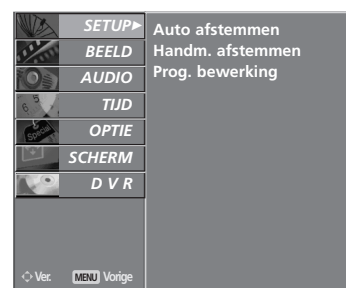 SETUP
BEELD
AUDIO
TIJD
OPTIE
SCHERM
D V R
Auto afstemmen
Handm. afstemmen
Prog. bewerking
Ver. MENU Vorige